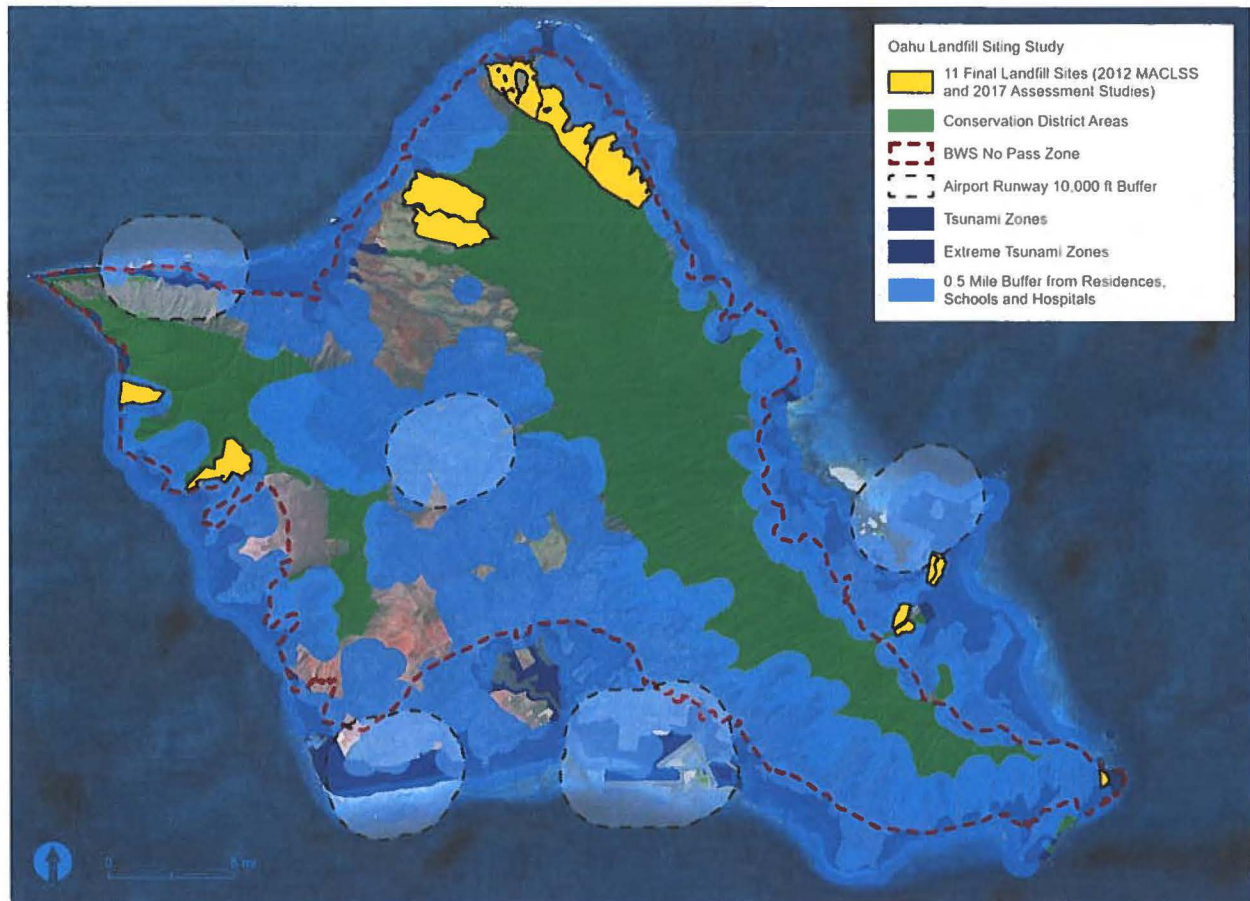 Oahu Landfill Siting Study
11 Final Landfill Sites (2012 MACLSS
and 2017 Assessment Studies)
Conservation District Areas
BWS No Pass Zone
Airport Runway 10,000 ft Buffer
Tsunami Zones
Extreme Tsunami Zones
0 5 Mile Buffer from Residences,
Schools and Hospitals
0 8 mi